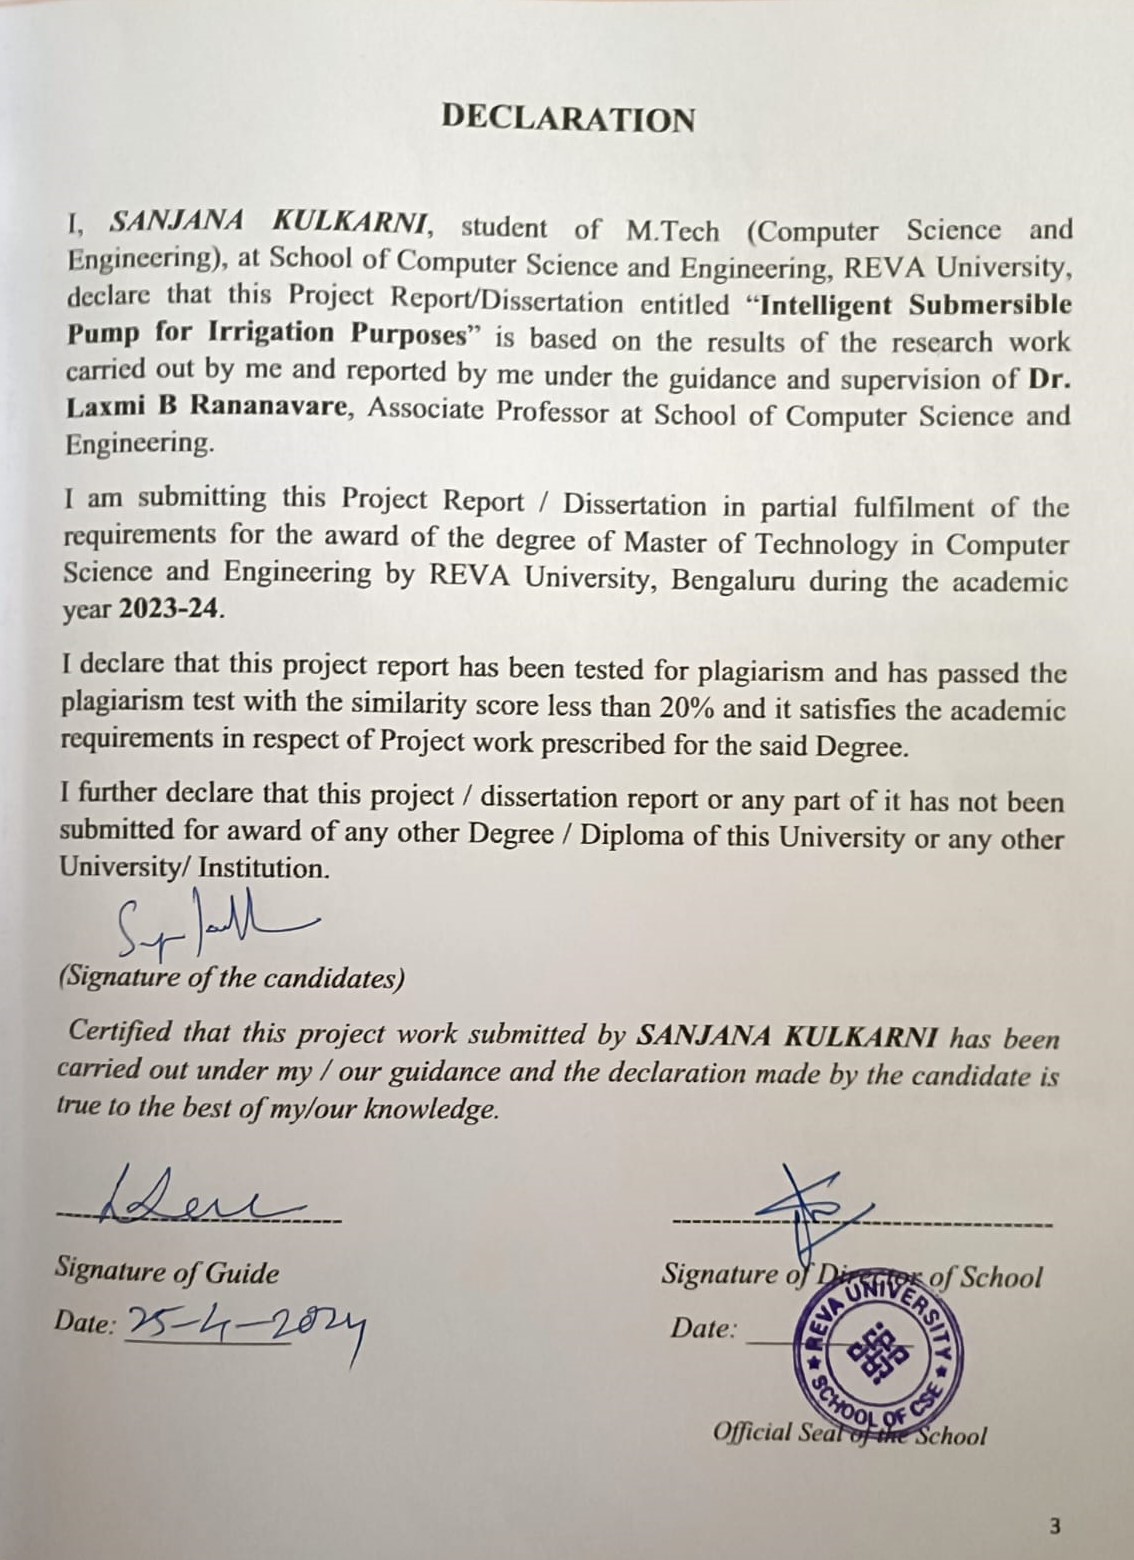 DECLARATION
I, SANJANA KULKARNI, student of M.Tech (Computer Science and
Engineering), at School of Computer Science and Engineering, REVA University,
declare that this Project Report/Dissertation entitled “Intelligent Submersible
Pump for Irrigation Purposes” is based on the results of the research work
carried out by me and reported by me under the guidance and supervision of Dr.
Laxmi B Rananavare, Associate Professor at School of Computer Science and
Engineering.
I am submitting this Project Report / Dissertation in partial fulfilment of the
requirements for the award of the degree of Master of Technology in Computer
Science and Engineering by REVA University, Bengaluru during the academic
year 2023-24.
I declare that this project report has been tested for plagiarism and has passed the
plagiarism test with the similarity score less than 20% and it satisfies the academic
requirements in respect of Project work prescribed for the said Degree.
I further declare that this project / dissertation report or any part of it has not been
submitted for award of any other Degree / Diploma of this University or any other
University/ Institution.
(Signature of the candidates)
Certified that this project work submitted by SANJANA KULKARNI has been
carried out under my / our guidance and the declaration made by the candidate is
true to the best of my/our knowledge.
Signature of Guide
Signature of Director of School
Date: 25-4-2024
Date:
REVA UNIVERSITY
SCHOOL OF CSE
Official Seal of the School
3